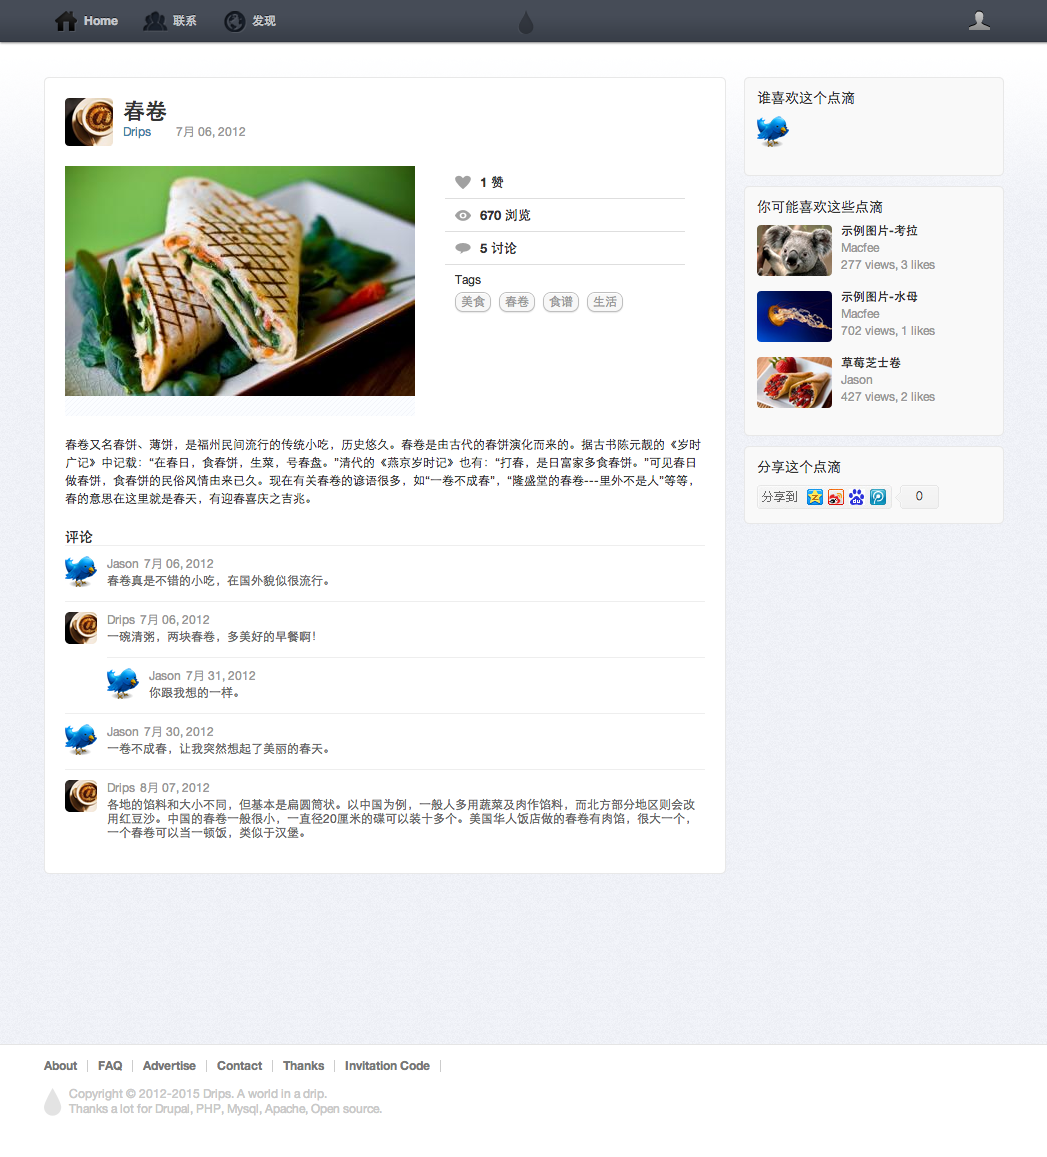 Home 联系 发现
春卷
Drips 7月 06, 2012
1 赞
670 浏览
5 讨论
Tags
美食 春卷 食谱 生活
春卷又名春饼、薄饼，是福州民间流行的传统小吃，历史悠久。春卷是由古代的春饼演化而来的。据古书陈元靓的《岁时
广记》中记载：“在春日，食春饼，生菜，号春盘。”清代的《燕京岁时记》也有：“打春，是日富家多食春饼。”可见春日
做春饼，食春饼的民俗风情由来已久。现在有关春卷的谚语很多，如“一卷不成春”，“隆盛堂的春卷---里外不是人”等等，
春的意思在这里就是春天，有迎春喜庆之吉兆。
评论
Jason 7月 06, 2012
春卷真是不错的小吃，在国外貌似很流行。
Drips 7月 06, 2012
一碗清粥，两块春卷，多美好的早餐啊！
Jason 7月 31, 2012
你跟我想的一样。
Jason 7月 30, 2012
一卷不成春，让我突然想起了美丽的春天。
Drips 8月 07, 2012
各地的馅料和大小不同，但基本是扁圆筒状。以中国为例，一般人多用蔬菜及肉作馅料，而北方部分地区则会改
用红豆沙。中国的春卷一般很小，一直径20厘米的碟可以装十多个。美国华人饭店做的春卷有肉馅，很大一个，
一个春卷可以当一顿饭，类似于汉堡。
谁喜欢这个点滴
你可能喜欢这些点滴
示例图片-考拉
Macfee
277 views, 3 likes
示例图片-水母
Macfee
702 views, 1 likes
草莓芝士卷
Jason
427 views, 2 likes
分享这个点滴
分享到 0
About FAQ Advertise Contact Thanks Invitation Code
Copyright © 2012-2015 Drips. A world in a drip.
Thanks a lot for Drupal, PHP, Mysql, Apache, Open source.